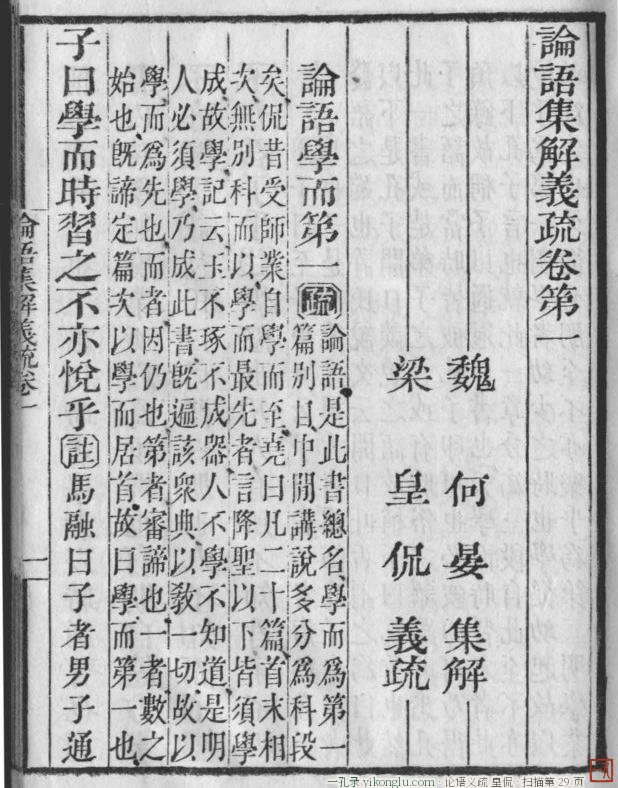 論語集解義疏卷第
魏 何晏 集解
梁 皇侃 義疏
論語學而第 疏 論語是此書總名學而爲第一
篇別目中間講說多分爲科段
矣侃昔受師業自學而至堯曰凡二十篇首末相
次無別科而以學而最先者言降聖以下皆須學
成故學記云玉不琢不成器人不學不知道是明
人必須學乃成此書旣遍該衆典以敎一切故以
學而爲先也而者因仍也第者審諦也一者數之
始也旣諦定篇次以學而居首故曰學而第一也
子曰學而時習之不亦悅乎 註 馬融曰子者男子通
論語集解義疏卷一
一
一孔录 yikonglu.com · 论语义疏 皇侃 · 扫描第 29 页